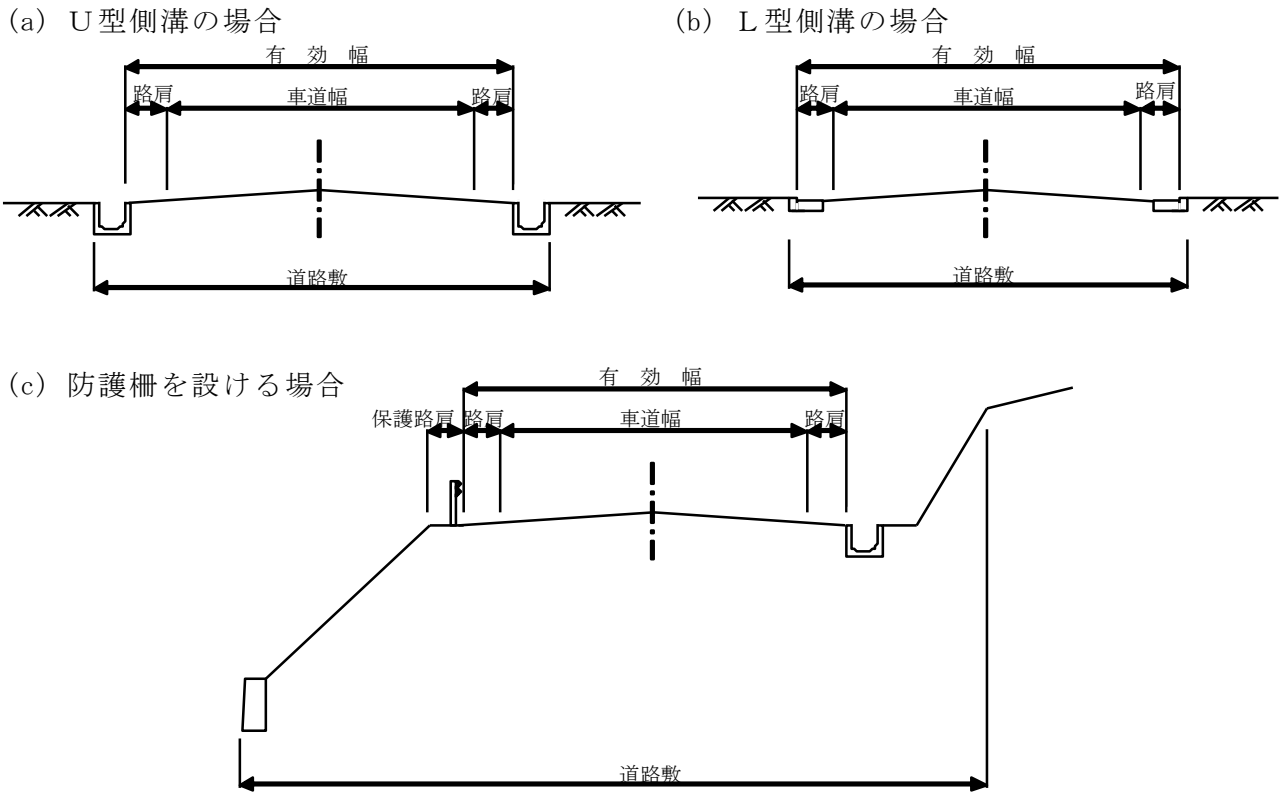 (a) U型側溝の場合
有 効 幅
路肩 車道幅 路肩
道路敷
(b) L型側溝の場合
有 効 幅
路肩 車道幅 路肩
道路敷
(c) 防護柵を設ける場合
有 効 幅
保護路肩 路肩 車道幅 路肩
道路敷